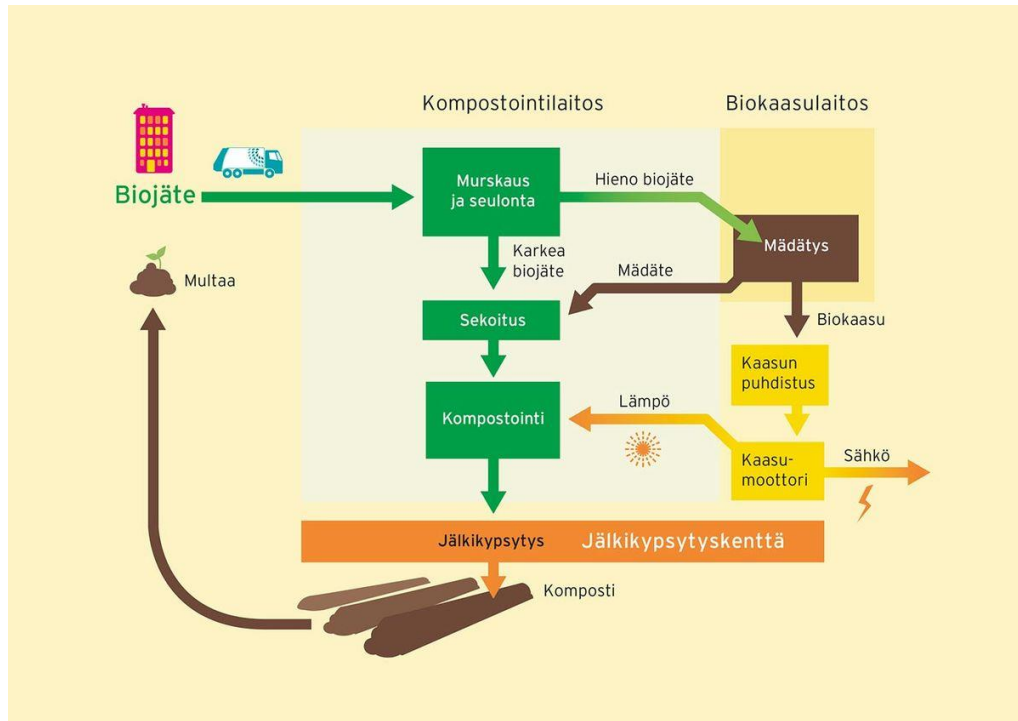 Kompostointilaitos
Biokaasulaitos
Biojäte
Murskaus
ja seulonta
Hieno biojäte
Mädätys
Karkea
biojäte
Mädäte
Multaa
Sekoitus
Biokaasu
Kaasun
puhdistus
Kompostointi
Lämpö
Kaasu-
moottori
Sähkö
Jälkikypsytys
Jälkikypsytyskenttä
Komposti